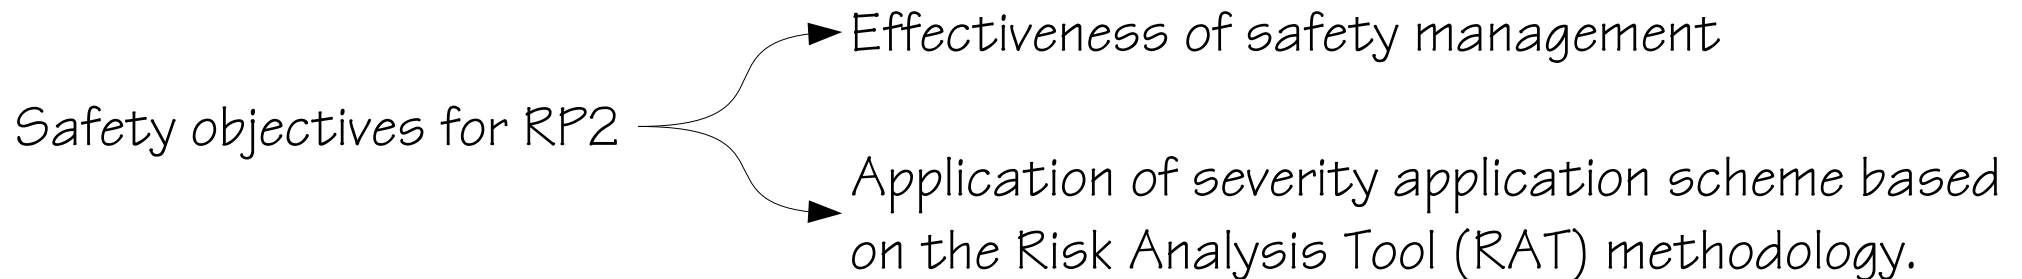 Effectiveness of safety management
Safety objectives for RP2
Application of severity application scheme based
on the Risk Analysis Tool (RAT) methodology.